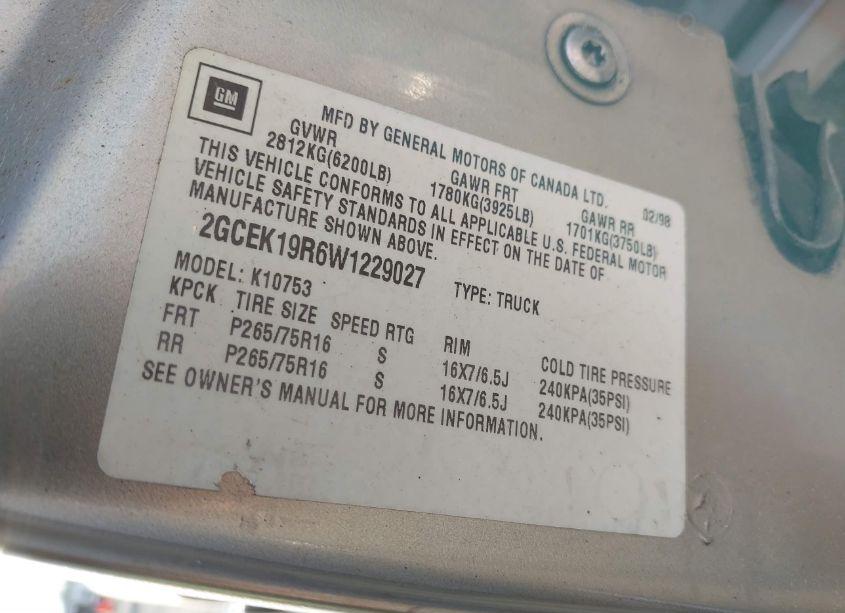 GM
MFD BY GENERAL MOTORS OF CANADA LTD.
02/98
GVWR GAWR FRT GAWR RR
2812KG(6200LB) 1780KG(3925LB) 1701KG(3750LB)
THIS VEHICLE CONFORMS TO ALL APPLICABLE U.S. FEDERAL MOTOR
VEHICLE SAFETY STANDARDS IN EFFECT ON THE DATE OF
MANUFACTURE SHOWN ABOVE.
2GCEK19R6W1229027 TYPE: TRUCK
MODEL: K10753
KPCK TIRE SIZE SPEED RTG RIM COLD TIRE PRESSURE
FRT P265/75R16 S 16X7/6.5J 240KPA(35PSI)
RR P265/75R16 S 16X7/6.5J 240KPA(35PSI)
SEE OWNER'S MANUAL FOR MORE INFORMATION.